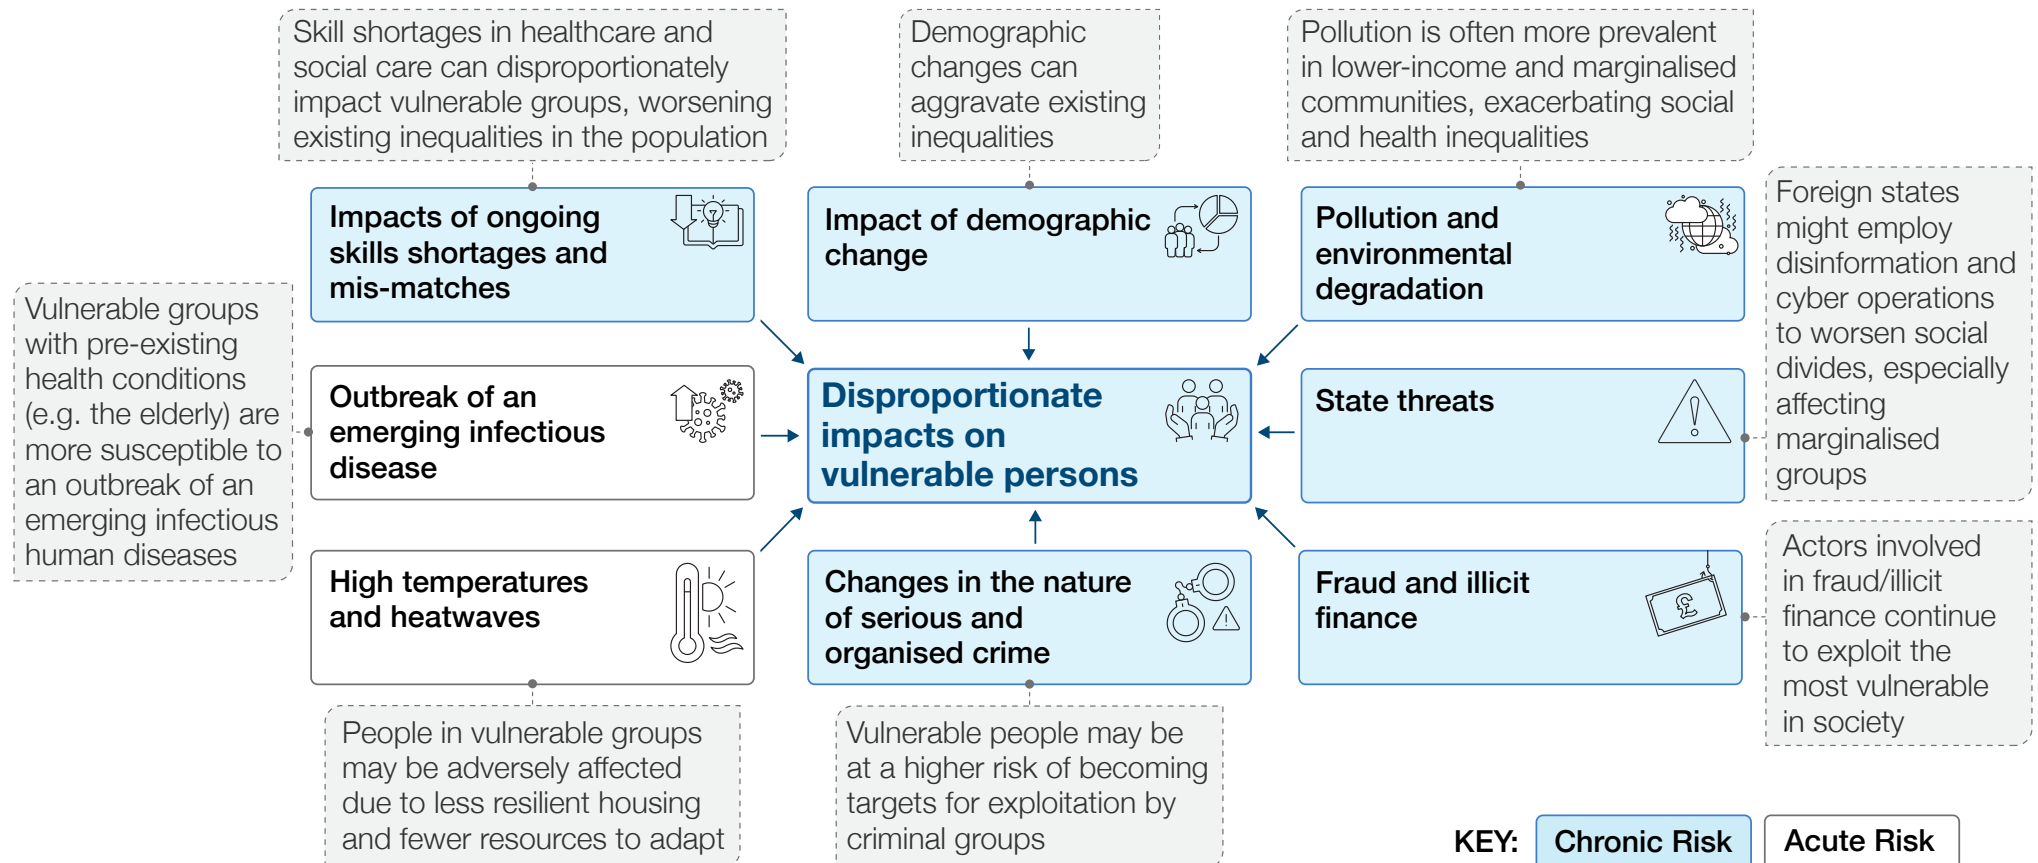 Skill shortages in healthcare and
social care can disproportionately
impact vulnerable groups, worsening
existing inequalities in the population
Demographic
changes can
aggravate existing
inequalities
Pollution is often more prevalent
in lower-income and marginalised
communities, exacerbating social
and health inequalities
Impacts of ongoing
skills shortages and
mis-matches
Impact of demographic
change
Pollution and
environmental
degradation
Foreign states
might employ
disinformation and
cyber operations
to worsen social
divides, especially
affecting
marginalised
groups
Vulnerable groups
with pre-existing
health conditions
(e.g. the elderly) are
more susceptible to
an outbreak of an
emerging infectious
human diseases
Outbreak of an
emerging infectious
disease
Disproportionate
impacts on
vulnerable persons
State threats
High temperatures
and heatwaves
Changes in the nature
of serious and
organised crime
Fraud and illicit
finance
£
Actors involved
in fraud/illicit
finance continue
to exploit the
most vulnerable
in society
People in vulnerable groups
may be adversely affected
due to less resilient housing
and fewer resources to adapt
Vulnerable people may be
at a higher risk of becoming
targets for exploitation by
criminal groups
KEY: Chronic Risk Acute Risk